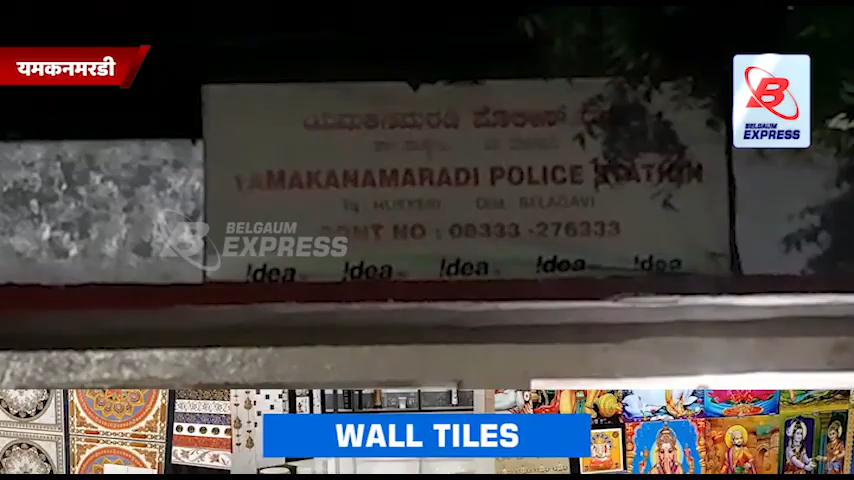 यमकनमरडी
BELGAUM
EXPRESS
ಯಮಕನಮರಡಿ ಪೊಲೀಸ್
YAMAKANAMARADI POLICE STATION
Tq HUKKERI Dist BELAGAVI
CONT NO : 08333-276333
BELGAUM
EXPRESS
!dea !dea !dea !dea !dea
WALL TILES